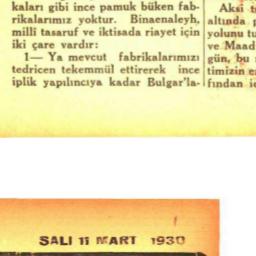 kaları gibi ince pamuk büken fab-
rikalarımız yoktur. Binaenaleyh,
millî tasaruf ve iktisada riayet için
iki çare vardır:
1— Ya mevcut fabrikalarımızı
tedricen tekemmül ettirerek ince
iplik yapılıncıya kadar Bulgar'la-
Aksi
altında
yolunu
ve Maad
gün, bu
timizin
fından
SALI 11 MART 1930